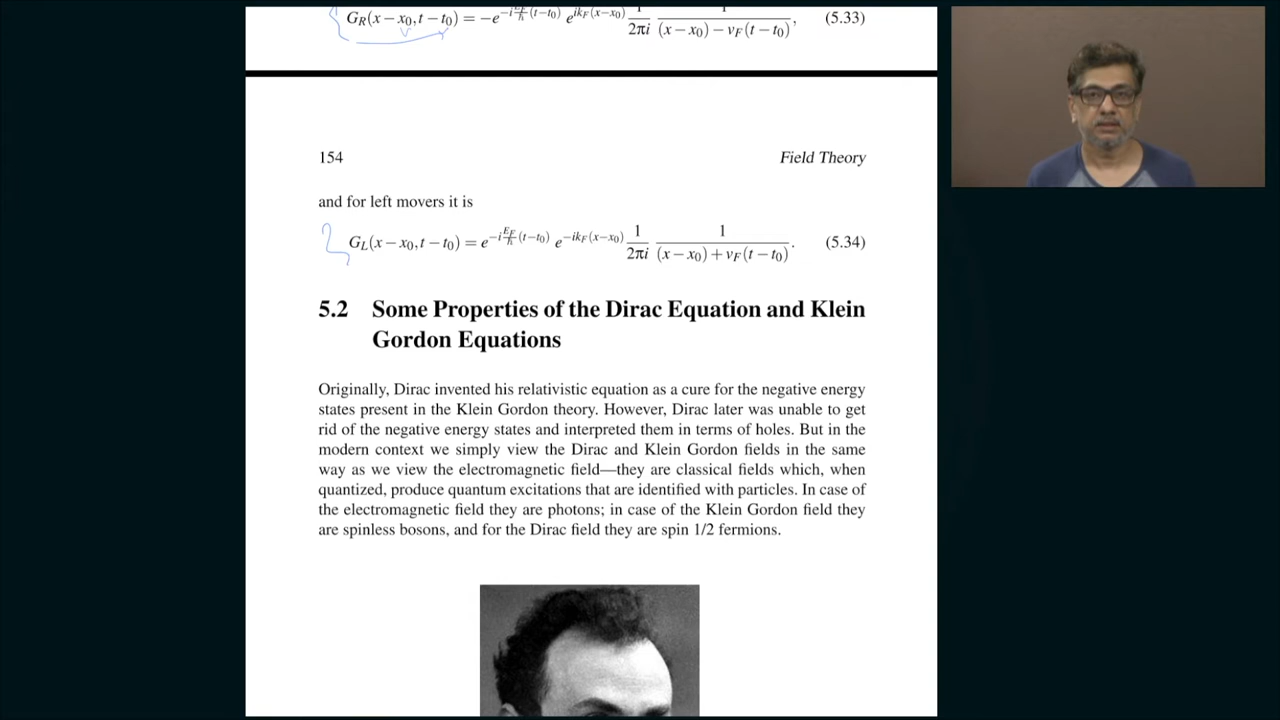 G_R(x−x_0,t−t_0) = −e^{−i\frac{E_F}{ℏ}(t−t_0)} e^{ik_F(x−x_0)} \frac{1}{2πi} \frac{1}{(x−x_0)−v_F(t−t_0)}, (5.33)
154 Field Theory
and for left movers it is
G_L(x−x_0,t−t_0) = e^{−i\frac{E_F}{ℏ}(t−t_0)} e^{−ik_F(x−x_0)} \frac{1}{2πi} \frac{1}{(x−x_0)+v_F(t−t_0)}. (5.34)
5.2 Some Properties of the Dirac Equation and Klein
Gordon Equations
Originally, Dirac invented his relativistic equation as a cure for the negative energy
states present in the Klein Gordon theory. However, Dirac later was unable to get
rid of the negative energy states and interpreted them in terms of holes. But in the
modern context we simply view the Dirac and Klein Gordon fields in the same
way as we view the electromagnetic field—they are classical fields which, when
quantized, produce quantum excitations that are identified with particles. In case of
the electromagnetic field they are photons; in case of the Klein Gordon field they
are spinless bosons, and for the Dirac field they are spin 1/2 fermions.